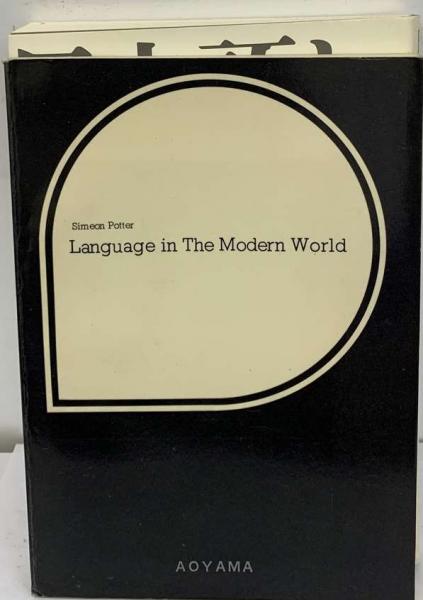 Simeon Potter
Language in The Modern World
AOYAMA